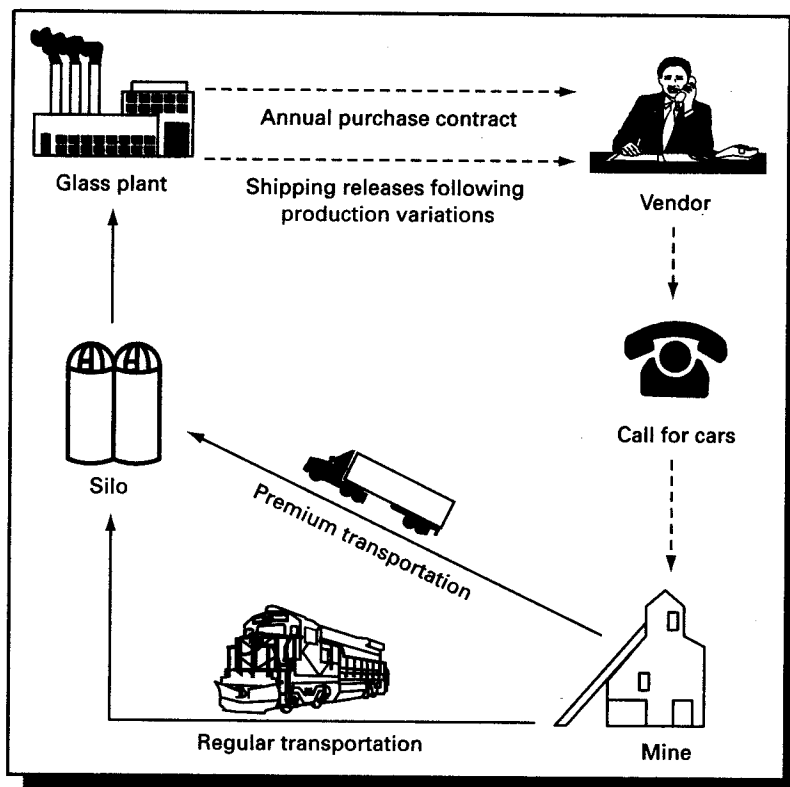 Annual purchase contract
Glass plant
Shipping releases following
production variations
Vendor
Call for cars
Silo
Premium transportation
Regular transportation
Mine